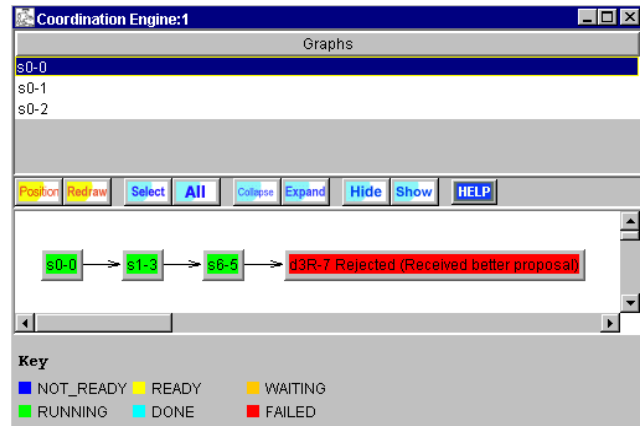 Coordination Engine:1
Graphs
s0-0
s0-1
s0-2
Position Redraw Select All Collapse Expand Hide Show HELP
s0-0 s1-3 s6-5 d3R-7 Rejected (Received better proposal)
Key
NOT_READY READY WAITING
RUNNING DONE FAILED